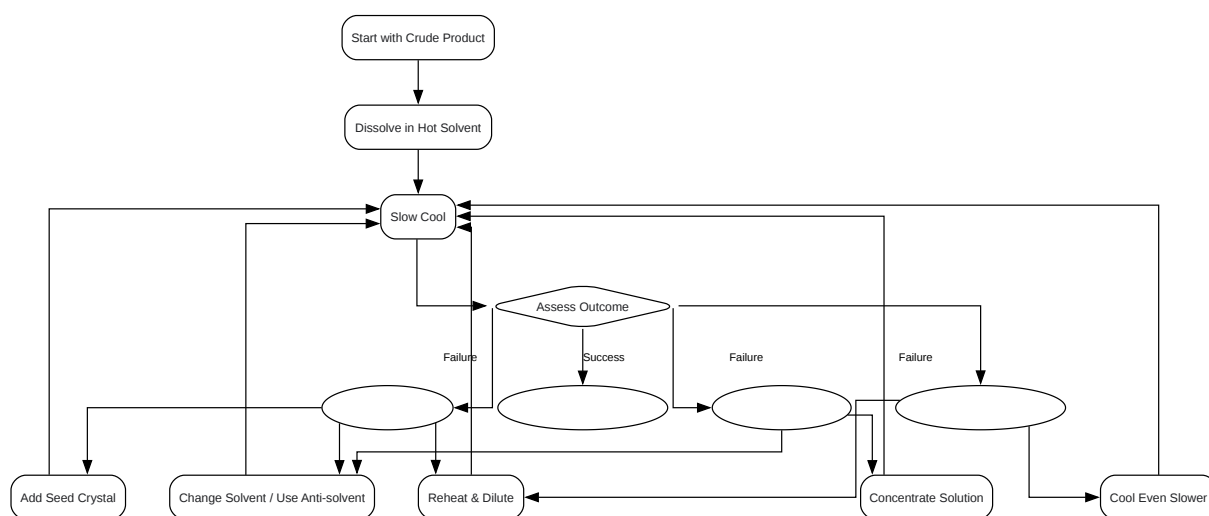 Start with Crude Product
Dissolve in Hot Solvent
Slow Cool
Assess Outcome
Failure
Success
Failure
Failure
Add Seed Crystal
Change Solvent / Use Anti-solvent
Reheat & Dilute
Concentrate Solution
Cool Even Slower